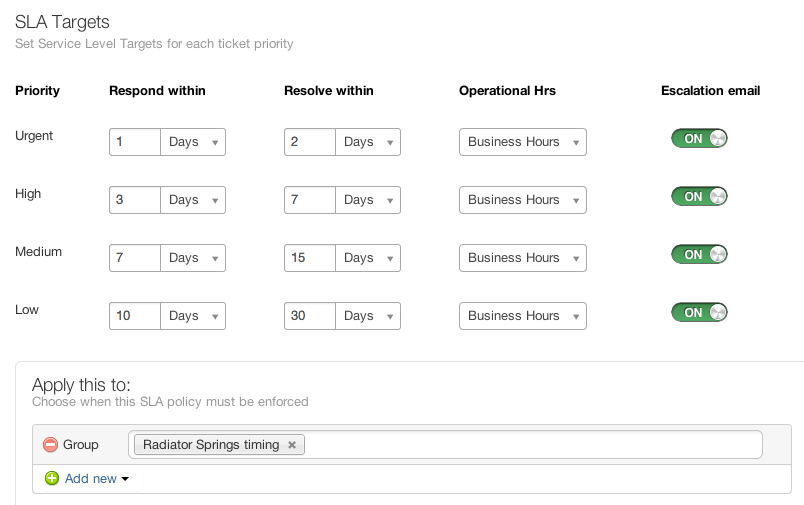 SLA Targets
Set Service Level Targets for each ticket priority
Priority Respond within Resolve within Operational Hrs Escalation email
Urgent 1 Days 2 Days Business Hours ON
High 3 Days 7 Days Business Hours ON
Medium 7 Days 15 Days Business Hours ON
Low 10 Days 30 Days Business Hours ON
Apply this to:
Choose when this SLA policy must be enforced
Group Radiator Springs timing ×
Add new